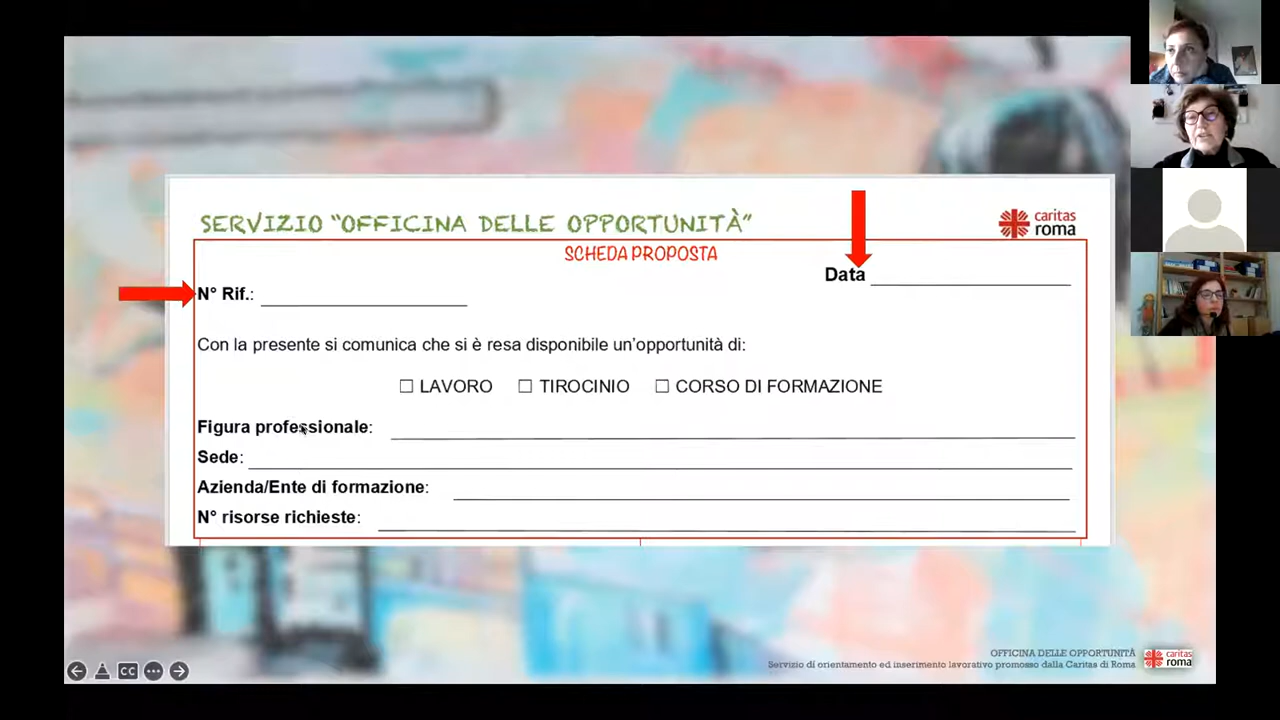 SERVIZIO "OFFICINA DELLE OPPORTUNITÀ"
caritas
roma
SCHEDA PROPOSTA
Data
N° Rif.:
Con la presente si comunica che si è resa disponibile un'opportunità di:
☐ LAVORO ☐ TIROCINIO ☐ CORSO DI FORMAZIONE
Figura professionale:
Sede:
Azienda/Ente di formazione:
N° risorse richieste:
CC
OFFICINA DELLE OPPORTUNITÀ
Servizio di orientamento ed inserimento lavorativo promosso dalla Caritas di Roma
caritas
roma